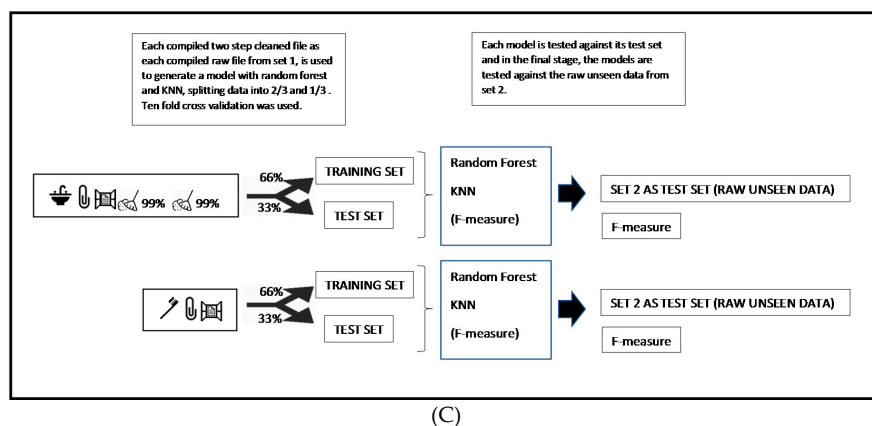 Each compiled two step cleaned file as
each compiled raw file from set 1, is used
to generate a model with random forest
and KNN, splitting data into 2/3 and 1/3 .
Ten fold cross validation was used.
Each model is tested against its test set
and in the final stage, the models are
tested against the raw unseen data from
set 2.
99% 99%
66%
33%
TRAINING SET
TEST SET
Random Forest
KNN
(F-measure)
SET 2 AS TEST SET (RAW UNSEEN DATA)
F-measure
66%
33%
TRAINING SET
TEST SET
Random Forest
KNN
(F-measure)
SET 2 AS TEST SET (RAW UNSEEN DATA)
F-measure
(C)